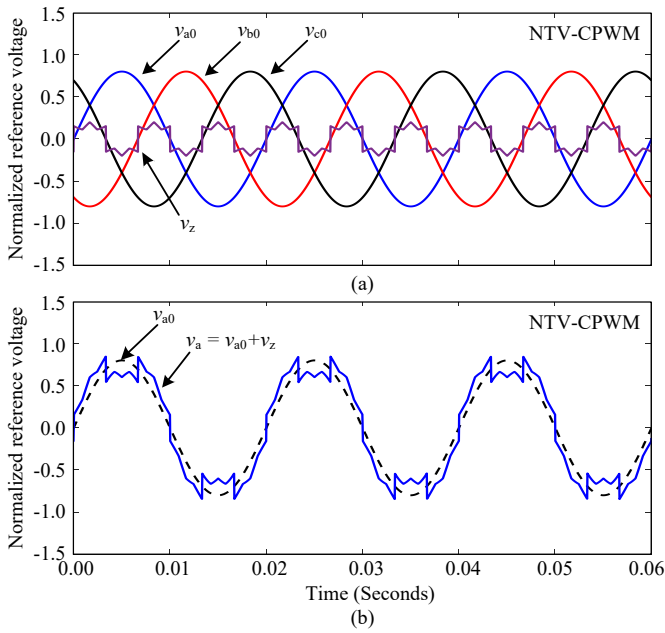 1.5
1.0
0.5
0.0
-0.5
-1.0
-1.5
Normalized reference voltage
va0
vb0
vc0
NTV-CPWM
vz
(a)
1.5
1.0
0.5
0.0
-0.5
-1.0
-1.5
Normalized reference voltage
va0
va = va0+vz
NTV-CPWM
0.00
0.01
0.02
0.03
0.04
0.05
0.06
Time (Seconds)
(b)